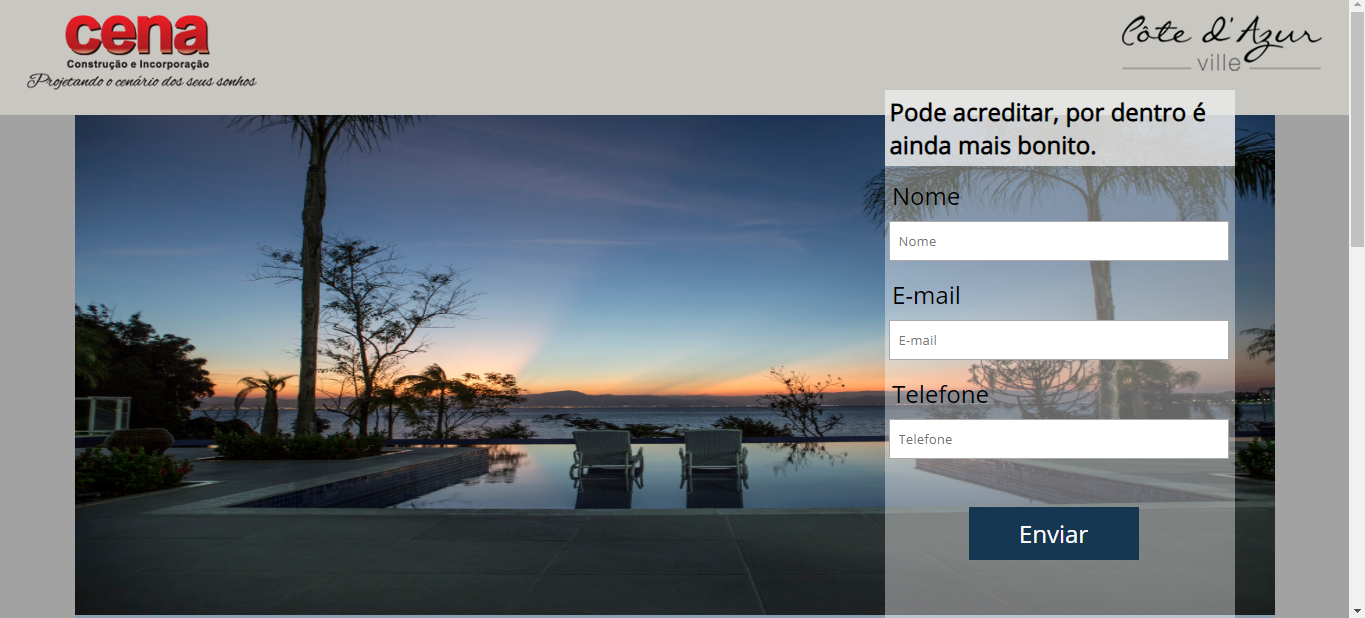 cena
Construção e Incorporação
Projetando o cenário dos seus sonhos
Côte d'Azur
ville
Pode acreditar, por dentro é
ainda mais bonito.
Nome
Nome
E-mail
E-mail
Telefone
Telefone
Enviar